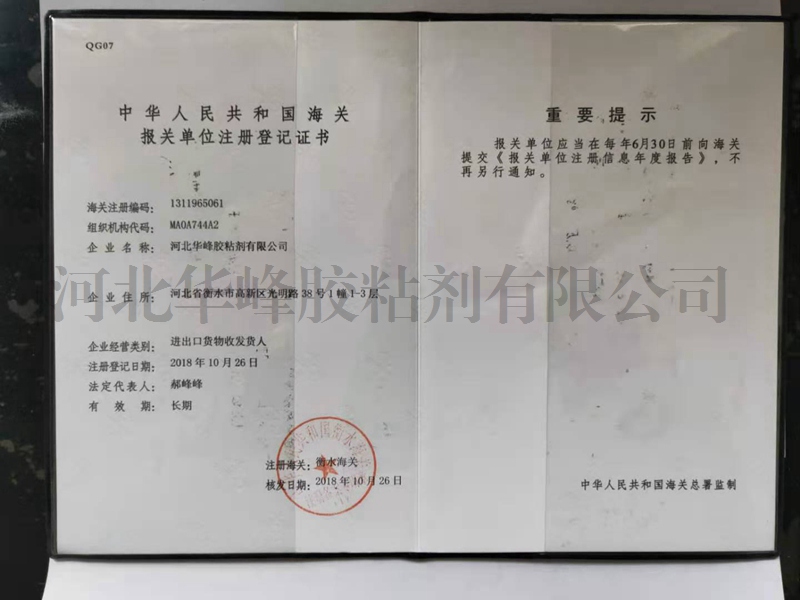 QG07
中华人民共和国海关
报关单位注册登记证书
海关注册编码： 1311965061
组织机构代码： MA0A744A2
企业名称： 河北华峰胶粘剂有限公司
企业住所： 河北省衡水市高新区光明路38号1幢1-3层
企业经营类别： 进出口货物收发货人
注册登记日期： 2018年10月26日
法定代表人： 郝峰峰
有效期： 长期
注册海关： 衡水海关
核发日期： 2018年10月26日
重要提示
报关单位应当在每年6月30日前向海关
提交《报关单位注册信息年度报告》，不
再另行通知。
中华人民共和国海关总署监制
河北华峰胶粘剂有限公司